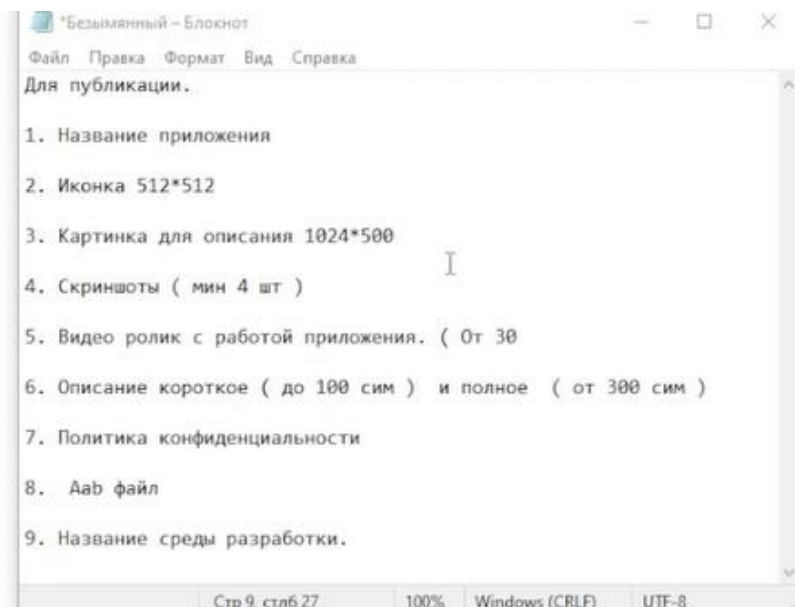 *Безымянный – Блокнот
Файл Правка Формат Вид Справка
Для публикации.
1. Название приложения
2. Иконка 512*512
3. Картинка для описания 1024*500
4. Скриншоты ( мин 4 шт )
5. Видео ролик с работой приложения. ( От 30
6. Описание короткое ( до 100 сим ) и полное ( от 300 сим )
7. Политика конфиденциальности
8. Aab файл
9. Название среды разработки.
Стр 9, стлб 27 100% Windows (CRLF) UTF-8